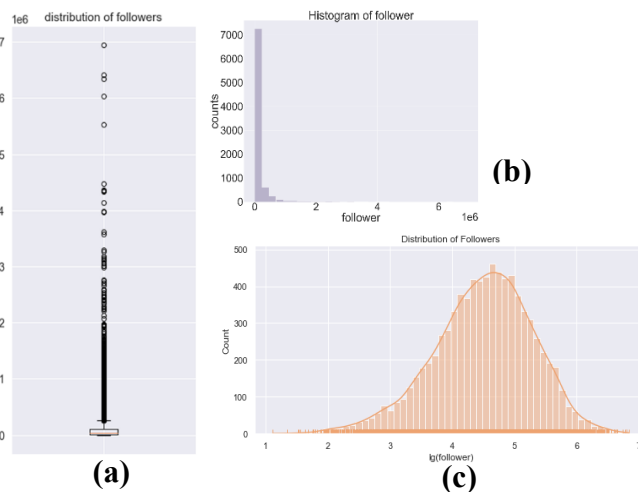 distribution of followers
1e6
7
6
5
4
3
2
1
0
(a)
Histogram of follower
counts
7000
6000
5000
4000
3000
2000
1000
0
0 2 4 6
follower
1e6
(b)
Distribution of Followers
Count
500
400
300
200
100
0
1 2 3 4 5 6 7
lg(follower)
(c)